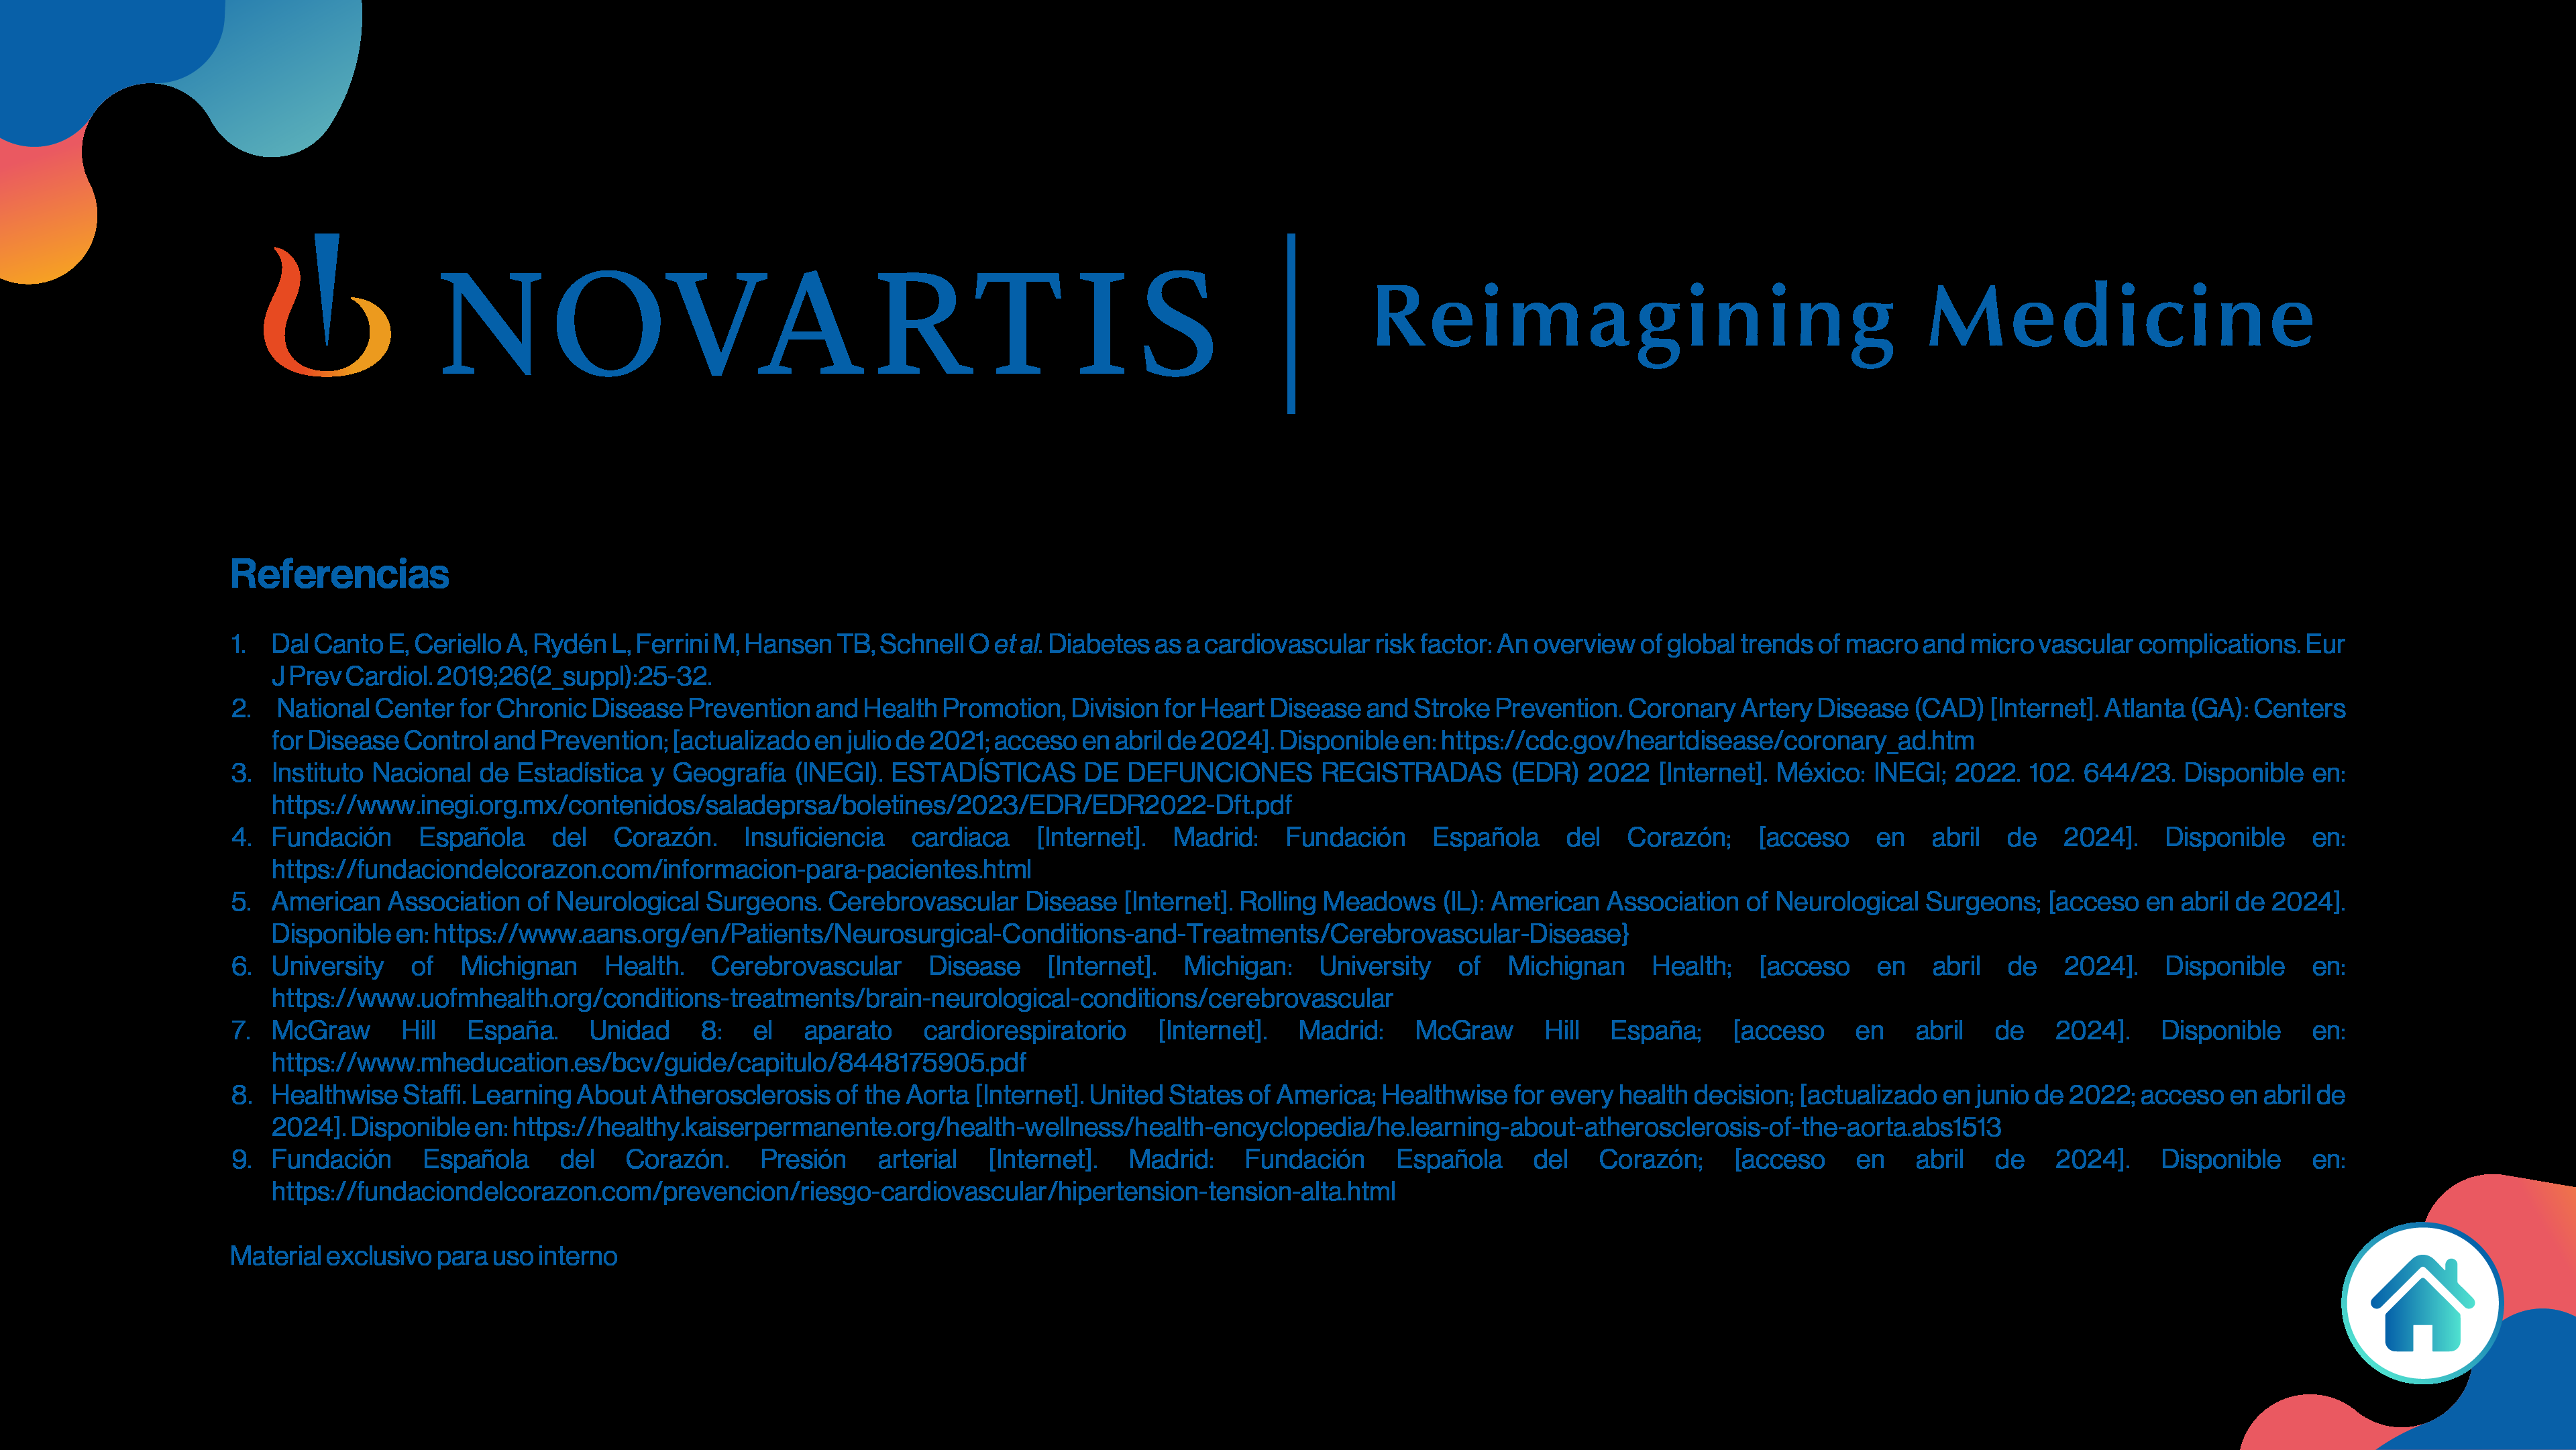 NOVARTIS
Reimagining Medicine
Referencias
1. Dal Canto E, Ceriello A, Rydén L, Ferrini M, Hansen TB, Schnell O et al. Diabetes as a cardiovascular risk factor: An overview of global trends of macro and micro vascular complications. Eur
J Prev Cardiol. 2019;26(2_suppl):25-32.
2. National Center for Chronic Disease Prevention and Health Promotion, Division for Heart Disease and Stroke Prevention. Coronary Artery Disease (CAD) [Internet]. Atlanta (GA): Centers
for Disease Control and Prevention; [actualizado en julio de 2021; acceso en abril de 2024]. Disponible en: https://cdc.gov/heartdisease/coronary_ad.htm
3. Instituto Nacional de Estadística y Geografía (INEGI). ESTADÍSTICAS DE DEFUNCIONES REGISTRADAS (EDR) 2022 [Internet]. México: INEGI; 2022. 102. 644/23. Disponible en:
https://www.inegi.org.mx/contenidos/saladeprsa/boletines/2023/EDR/EDR2022-Dft.pdf
4. Fundación Española del Corazón. Insuficiencia cardiaca [Internet]. Madrid: Fundación Española del Corazón; [acceso en abril de 2024]. Disponible en:
https://fundaciondelcorazon.com/informacion-para-pacientes.html
5. American Association of Neurological Surgeons. Cerebrovascular Disease [Internet]. Rolling Meadows (IL): American Association of Neurological Surgeons; [acceso en abril de 2024].
Disponible en: https://www.aans.org/en/Patients/Neurosurgical-Conditions-and-Treatments/Cerebrovascular-Disease}
6. University of Michignan Health. Cerebrovascular Disease [Internet]. Michigan: University of Michignan Health; [acceso en abril de 2024]. Disponible en:
https://www.uofmhealth.org/conditions-treatments/brain-neurological-conditions/cerebrovascular
7. McGraw Hill España. Unidad 8: el aparato cardiorespiratorio [Internet]. Madrid: McGraw Hill España; [acceso en abril de 2024]. Disponible en:
https://www.mheducation.es/bcv/guide/capitulo/8448175905.pdf
8. Healthwise Staffi. Learning About Atherosclerosis of the Aorta [Internet]. United States of America; Healthwise for every health decision; [actualizado en junio de 2022; acceso en abril de
2024]. Disponible en: https://healthy.kaiserpermanente.org/health-wellness/health-encyclopedia/he.learning-about-atherosclerosis-of-the-aorta.abs1513
9. Fundación Española del Corazón. Presión arterial [Internet]. Madrid: Fundación Española del Corazón; [acceso en abril de 2024]. Disponible en:
https://fundaciondelcorazon.com/prevencion/riesgo-cardiovascular/hipertension-tension-alta.html
Material exclusivo para uso interno